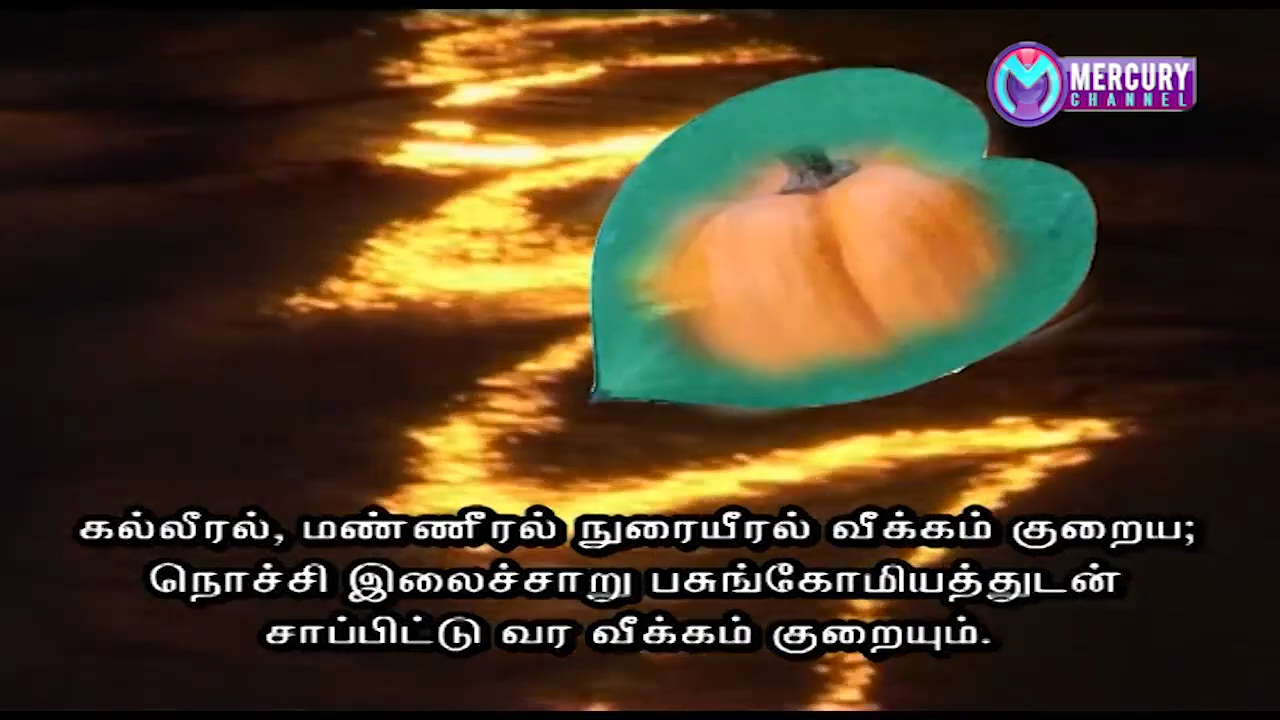 MERCURY
CHANNEL
கல்லீரல், மண்ணீரல் நுரையீரல் வீக்கம் குறைய;
நொச்சி இலைச்சாறு பசுங்கோமியத்துடன்
சாப்பிட்டு வர வீக்கம் குறையும்.